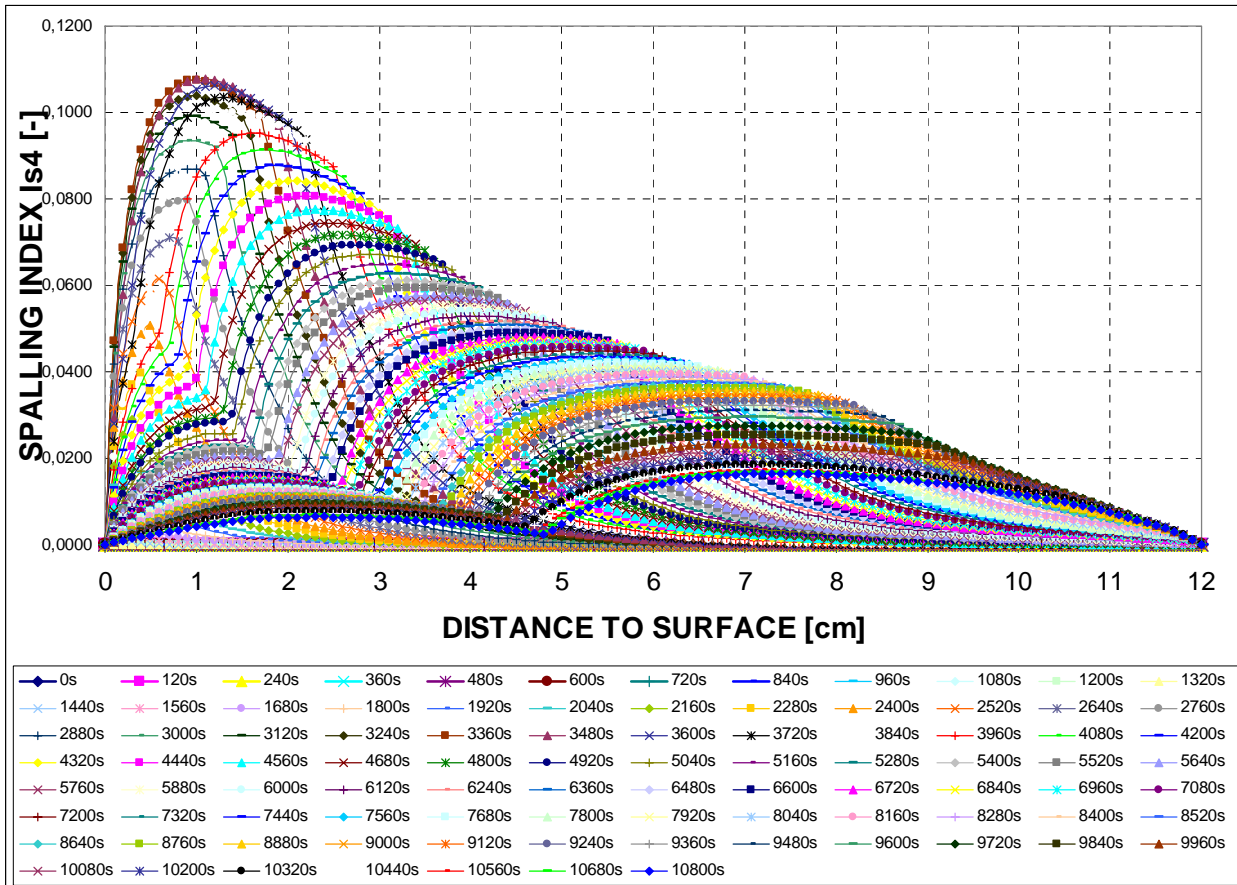 0,1200
0,1000
0,0800
0,0600
0,0400
0,0200
0,0000
SPALLING INDEX Is4 [-]
0 1 2 3 4 5 6 7 8 9 10 11 12
DISTANCE TO SURFACE [cm]
0s 120s 240s 360s 480s 600s 720s 840s 960s 1080s 1200s 1320s
1440s 1560s 1680s 1800s 1920s 2040s 2160s 2280s 2400s 2520s 2640s 2760s
2880s 3000s 3120s 3240s 3360s 3480s 3600s 3720s 3840s 3960s 4080s 4200s
4320s 4440s 4560s 4680s 4800s 4920s 5040s 5160s 5280s 5400s 5520s 5640s
5760s 5880s 6000s 6120s 6240s 6360s 6480s 6600s 6720s 6840s 6960s 7080s
7200s 7320s 7440s 7560s 7680s 7800s 7920s 8040s 8160s 8280s 8400s 8520s
8640s 8760s 8880s 9000s 9120s 9240s 9360s 9480s 9600s 9720s 9840s 9960s
10080s 10200s 10320s 10440s 10560s 10680s 10800s